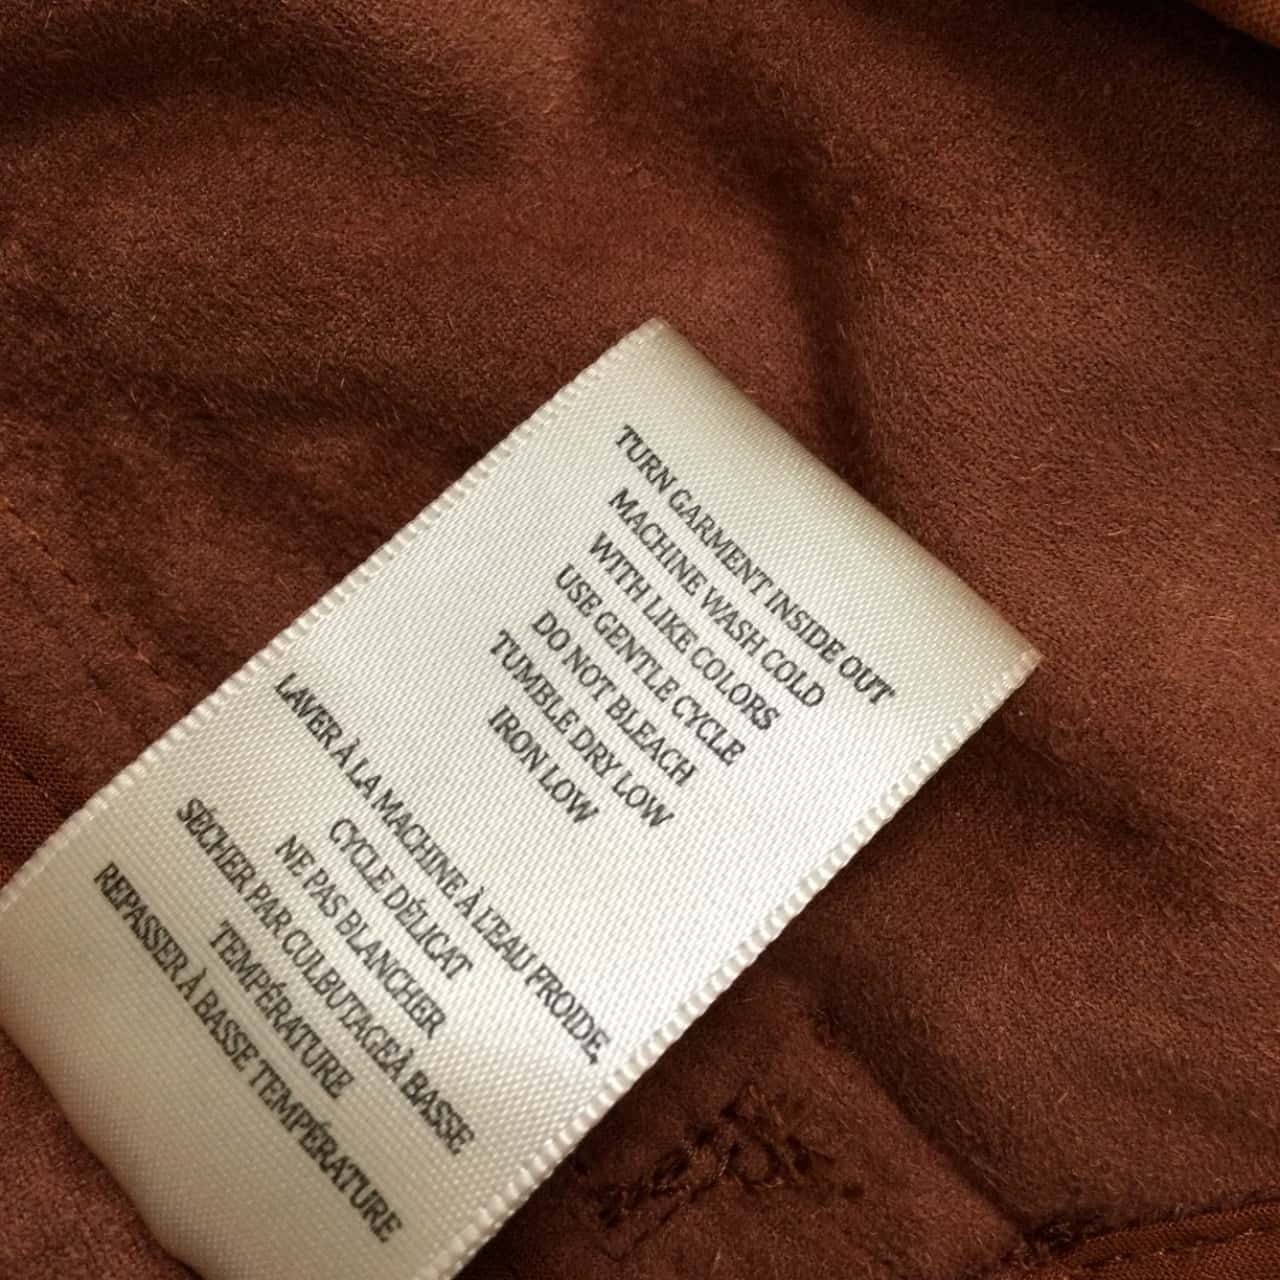 TURN GARMENT INSIDE OUT
MACHINE WASH COLD
WITH LIKE COLORS
USE GENTLE CYCLE
DO NOT BLEACH
TUMBLE DRY LOW
IRON LOW
LAVER À LA MACHINE À L'EAU FROIDE,
CYCLE DÉLICAT
NE PAS BLANCHER
SÉCHER PAR CULBUTAGEÀ BASSE
TEMPÉRATURE
REPASSER À BASSE TEMPÉRATURE